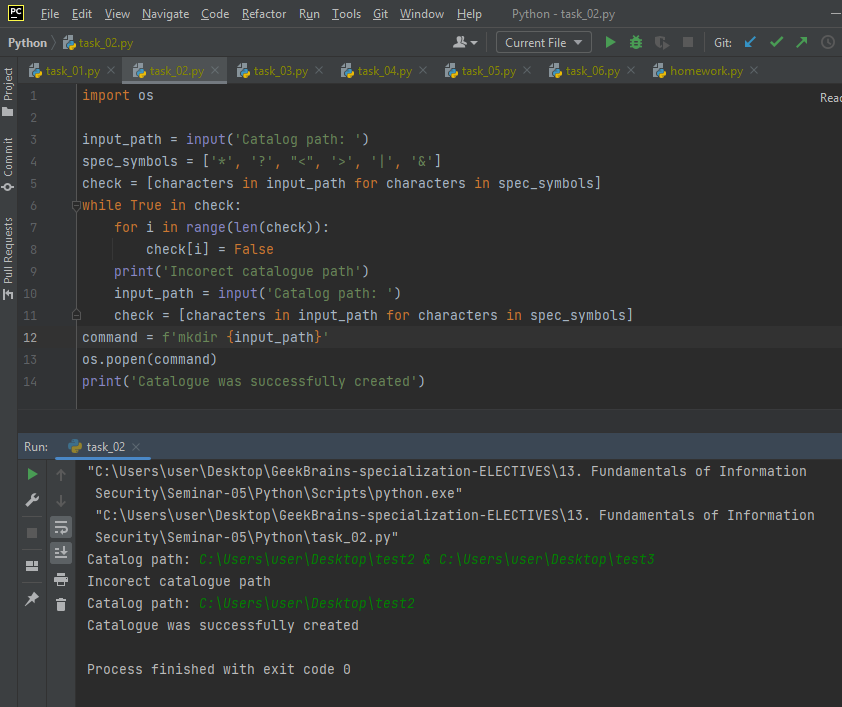 PC File Edit View Navigate Code Refactor Run Tools Git Window Help Python - task_02.py
Python task_02.py Current File Git:
task_01.py task_02.py task_03.py task_04.py task_05.py task_06.py homework.py
Project
Commit
Pull Requests
Reac
1 import os
2
3 input_path = input('Catalog path: ')
4 spec_symbols = ['*', '?', "<", '>', '|', '&']
5 check = [characters in input_path for characters in spec_symbols]
6 while True in check:
7 for i in range(len(check)):
8 check[i] = False
9 print('Incorect catalogue path')
10 input_path = input('Catalog path: ')
11 check = [characters in input_path for characters in spec_symbols]
12 command = f'mkdir {input_path}'
13 os.popen(command)
14 print('Catalogue was successfully created')
Run: task_02
"C:\Users\user\Desktop\GeekBrains-specialization-ELECTIVES\13. Fundamentals of Information
Security\Seminar-05\Python\Scripts\python.exe"
"C:\Users\user\Desktop\GeekBrains-specialization-ELECTIVES\13. Fundamentals of Information
Security\Seminar-05\Python\task_02.py"
Catalog path: C:\Users\user\Desktop\test2 & C:\Users\user\Desktop\test3
Incorect catalogue path
Catalog path: C:\Users\user\Desktop\test2
Catalogue was successfully created
Process finished with exit code 0